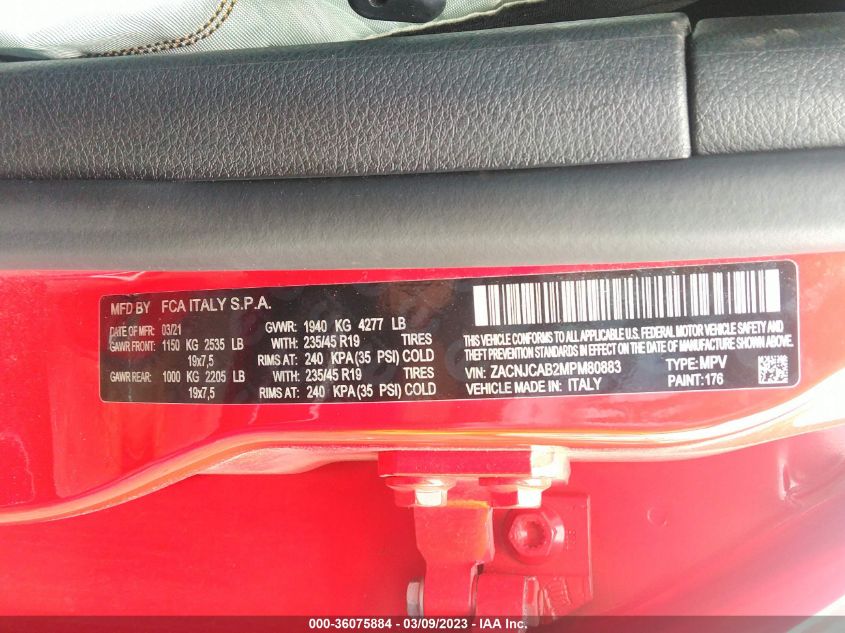 MFD BY FCA ITALY S.P.A.
DATE OF MFR: 03/21 GVWR: 1940 KG 4277 LB
GAWR FRONT: 1150 KG 2535 LB WITH: 235/45 R19 TIRES
19x7,5 RIMS AT: 240 KPA (35 PSI) COLD
GAWR REAR: 1000 KG 2205 LB WITH: 235/45 R19 TIRES
19x7,5 RIMS AT: 240 KPA (35 PSI) COLD
THIS VEHICLE CONFORMS TO ALL APPLICABLE U.S. FEDERAL MOTOR VEHICLE SAFETY,
BUMPER, AND THEFT PREVENTION STANDARDS IN EFFECT ON THE DATE OF MANUFACTURE SHOWN ABOVE.
VIN: ZACNJCAB2MPM80883 TYPE: MPV
VEHICLE MADE IN: ITALY PAINT: 176
000-36075884 - 03/09/2023 - IAA Inc.